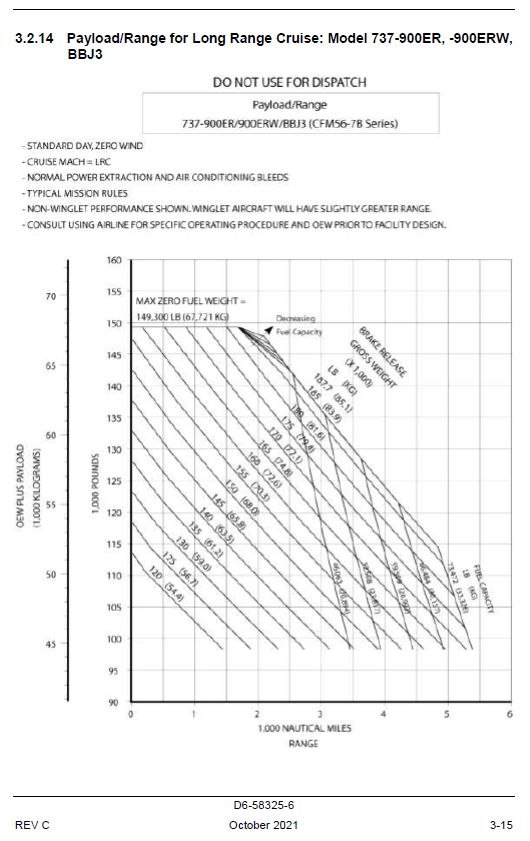 3.2.14 Payload/Range for Long Range Cruise: Model 737-900ER, -900ERW,
BBJ3
DO NOT USE FOR DISPATCH
Payload/Range
737-900ER/900ERW/BBJ3 (CFM56-7B Series)
- STANDARD DAY, ZERO WIND
- CRUISE MACH = LRC
- NORMAL POWER EXTRACTION AND AIR CONDITIONING BLEEDS
- TYPICAL MISSION RULES
- NON-WINGLET PERFORMANCE SHOWN. WINGLET AIRCRAFT WILL HAVE SLIGHTLY GREATER RANGE.
- CONSULT USING AIRLINE FOR SPECIFIC OPERATING PROCEDURE AND OEW PRIOR TO FACILITY DESIGN.
OEW PLUS PAYLOAD
(1,000 KILOGRAMS)
70
65
60
55
50
45
1,000 POUNDS
160
155
150
145
140
135
130
125
120
115
110
105
100
95
90
MAX ZERO FUEL WEIGHT =
149,300 LB (67,721 KG)
Decreasing
Fuel Capacity
BRAKE RELEASE
GROSS WEIGHT
(X 1,000)
LB (KG)
187.7 (85.1)
185 (83.9)
180 (81.6)
175 (79.4)
170 (77.1)
165 (74.8)
160 (72.6)
155 (70.3)
150 (68.0)
145 (65.8)
140 (63.5)
135 (61.2)
130 (59.0)
125 (56.7)
120 (54.4)
FUEL CAPACITY
LB (KG)
0 1 2 3 4 5 6
1,000 NAUTICAL MILES
RANGE
D6-58325-6
REV C October 2021 3-15